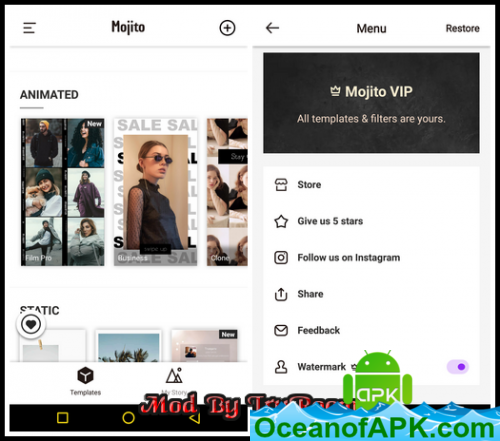 Mojito
ANIMATED
New
SALE SAL
Film Pro
swipe up
Business
Stay
Clone
STATIC
New
Templates
My Story
Menu
Restore
Mojito VIP
All templates & filters are yours.
Store
Give us 5 stars
Follow us on Instagram
Share
Feedback
Watermark
Mod By
APK
OceanofAPK.com